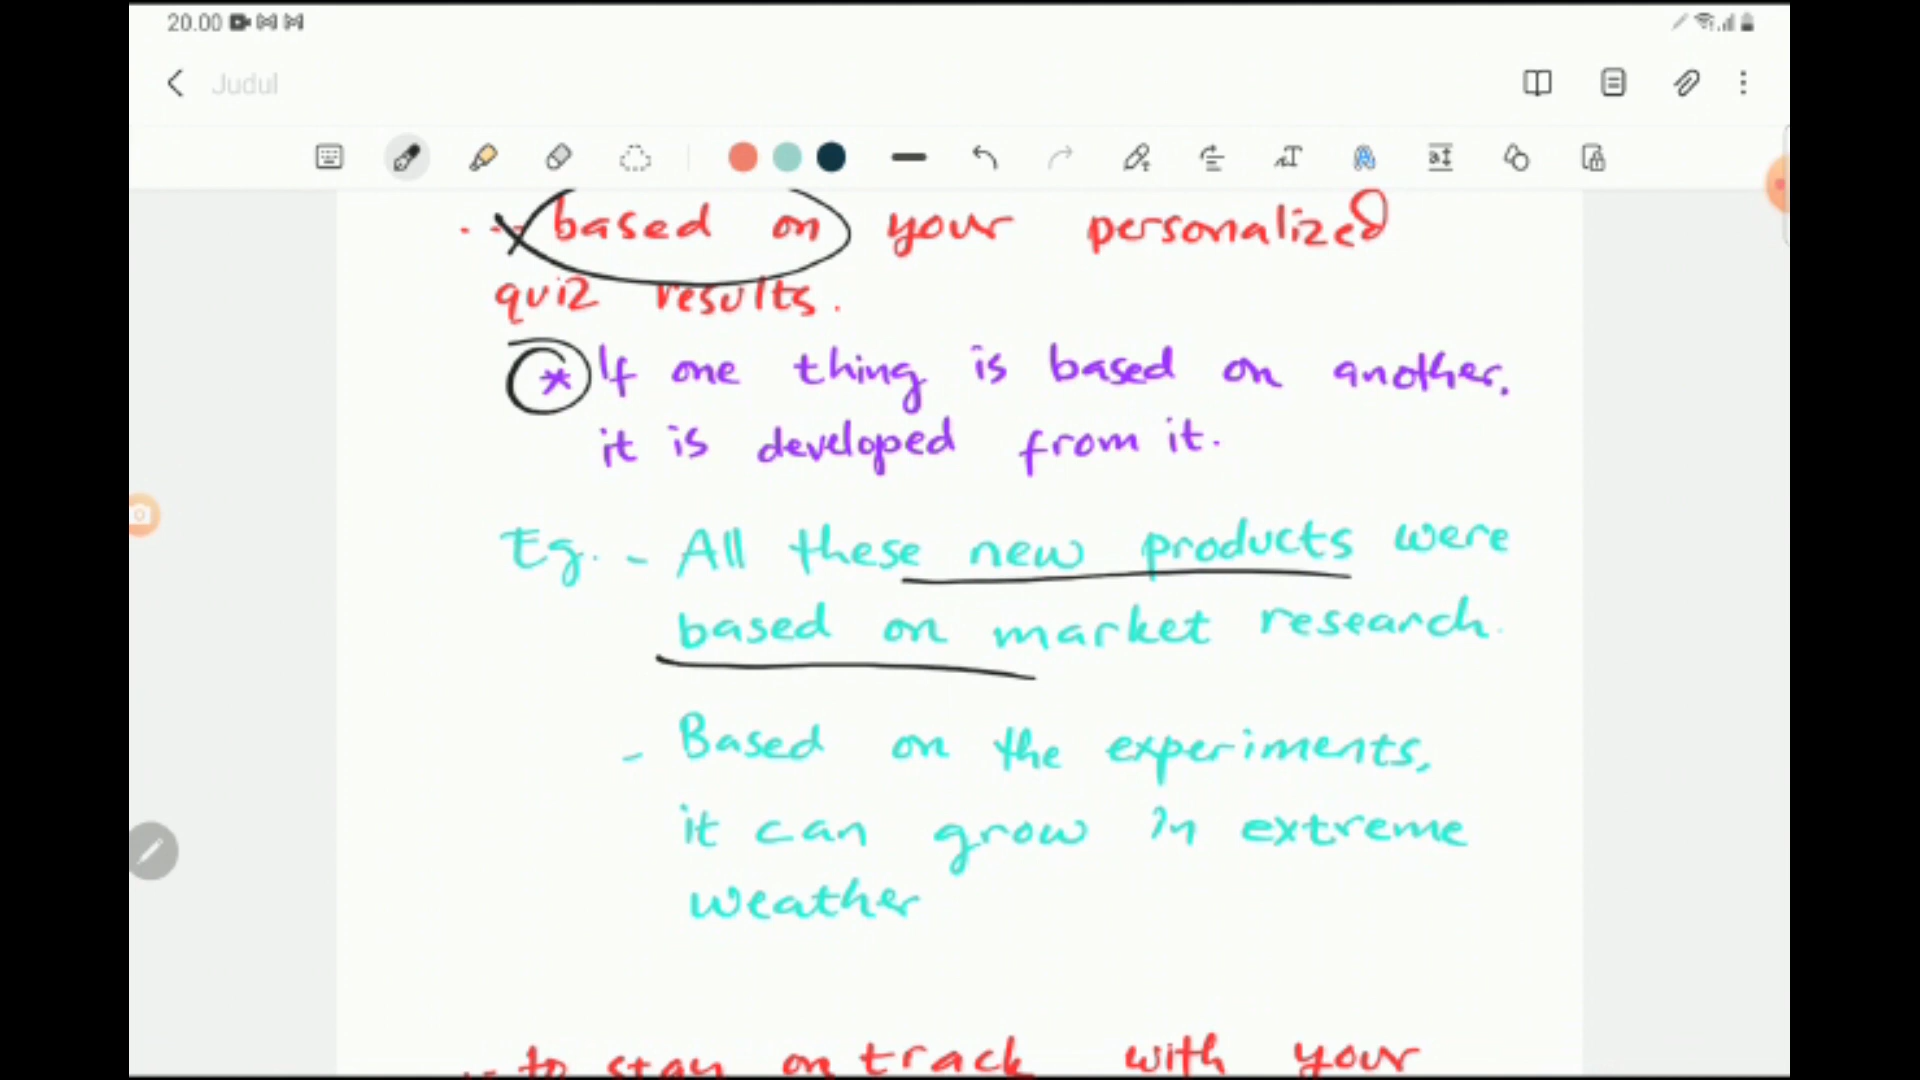 20.00
Judul
... based on your personalized
quiz results.
* If one thing is based on another,
it is developed from it.
Eg. - All these new products were
based on market research.
- Based on the experiments,
it can grow in extreme
weather
... to stay on track with your